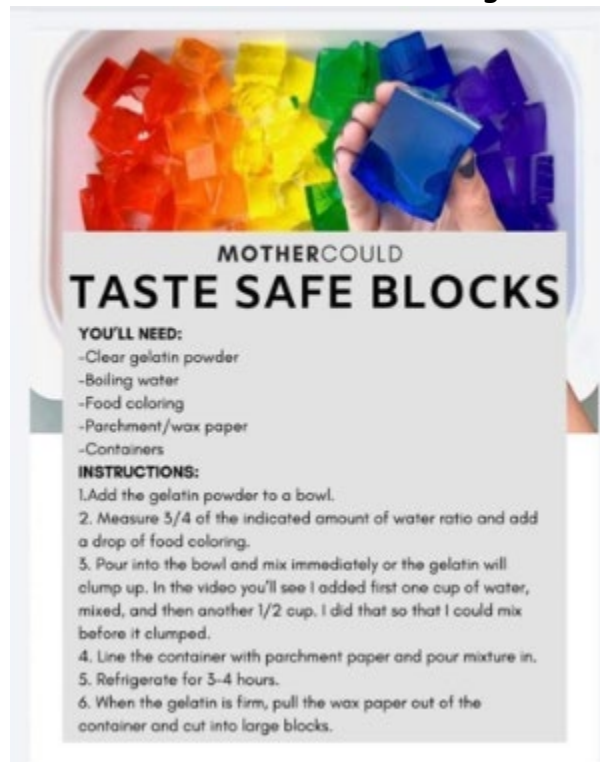 MOTHERCOULD
TASTE SAFE BLOCKS
YOU'LL NEED:
-Clear gelatin powder
-Boiling water
-Food coloring
-Parchment/wax paper
-Containers
INSTRUCTIONS:
1.Add the gelatin powder to a bowl.
2. Measure 3/4 of the indicated amount of water ratio and add
a drop of food coloring.
3. Pour into the bowl and mix immediately or the gelatin will
clump up. In the video you'll see I added first one cup of water,
mixed, and then another 1/2 cup. I did that so that I could mix
before it clumped.
4. Line the container with parchment paper and pour mixture in.
5. Refrigerate for 3-4 hours.
6. When the gelatin is firm, pull the wax paper out of the
container and cut into large blocks.